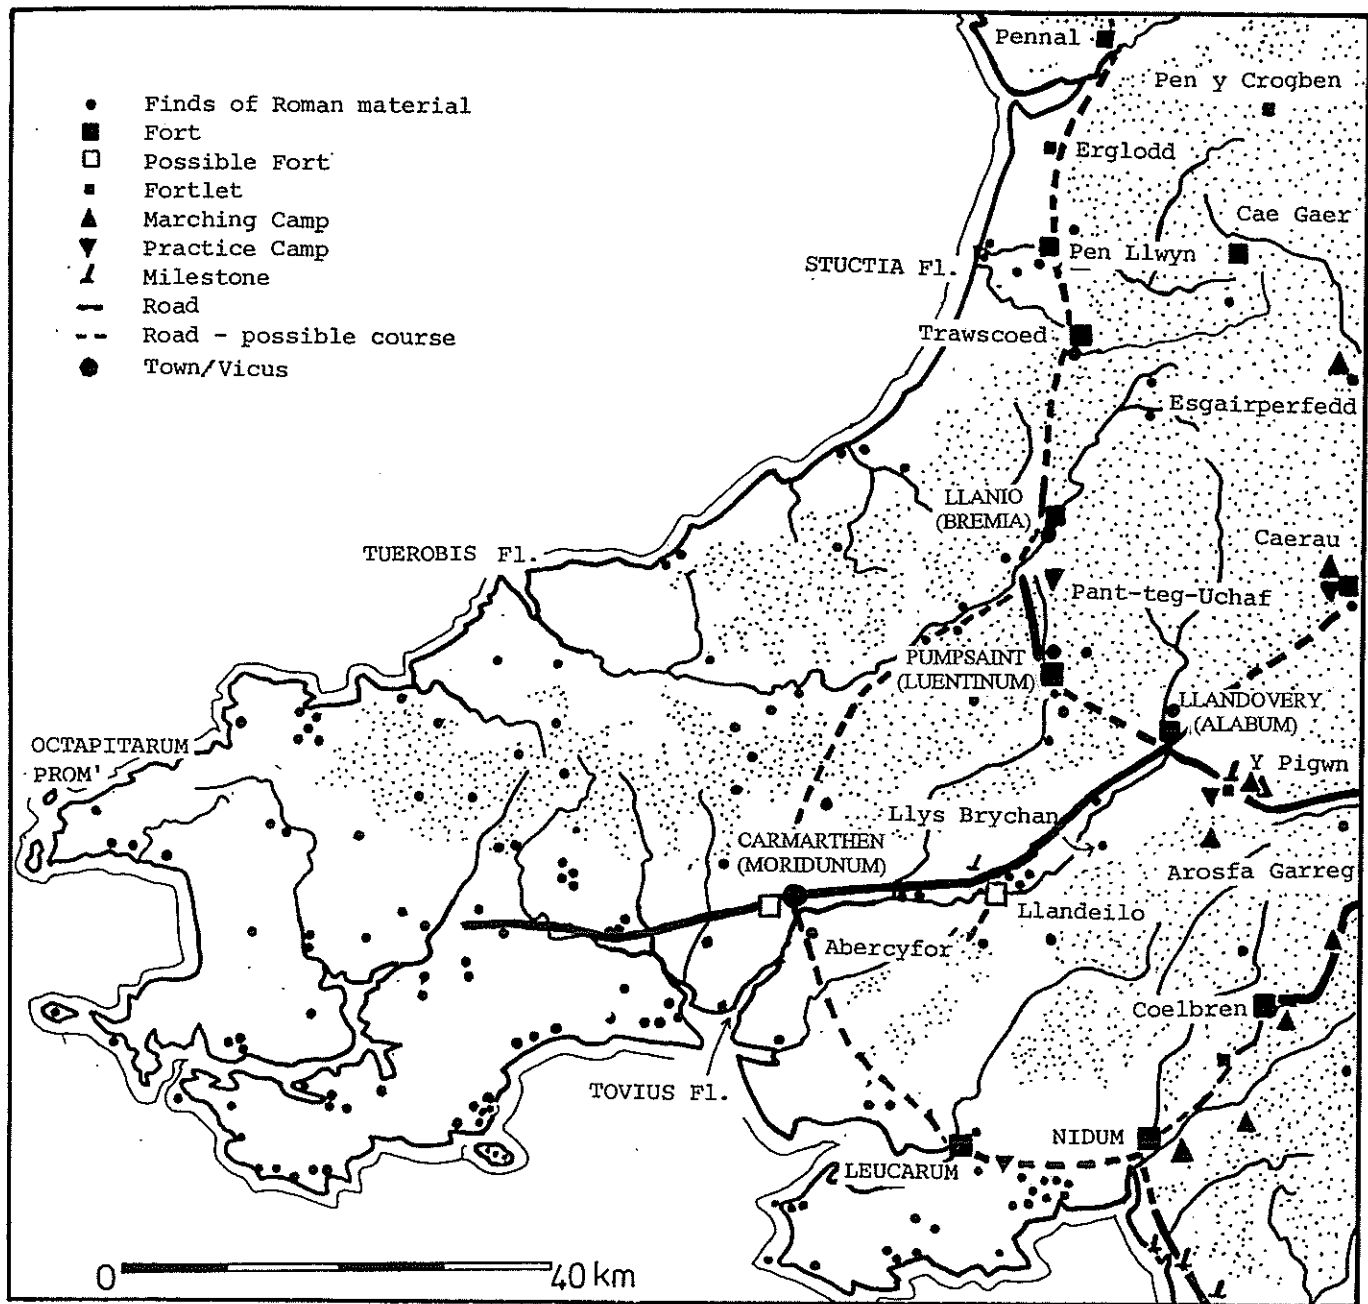 Finds of Roman material
Fort
Possible Fort
Fortlet
Marching Camp
Practice Camp
Milestone
Road
Road - possible course
Town/Vicus
Pennal
Pen y Crogben
Erglodd
Cae Gaer
STUCTIA Fl.
Pen Llwyn
Trawscoed
Esgairperfedd
LLANIO
(BREMIA)
Caerau
TUEROBIS Fl.
Pant-teg-Uchaf
PUMPSAINT
(LUENTINUM)
LLANDOVERY
(ALABUM)
OCTAPITARUM
PROM'
Y Pigwn
Llys Brychan
CARMARTHEN
(MORIDUNUM)
Arosfa Garreg
Llandeilo
Abercyfor
Coelbren
TOVIUS Fl.
NIDUM
LEUCARUM
0 40 km